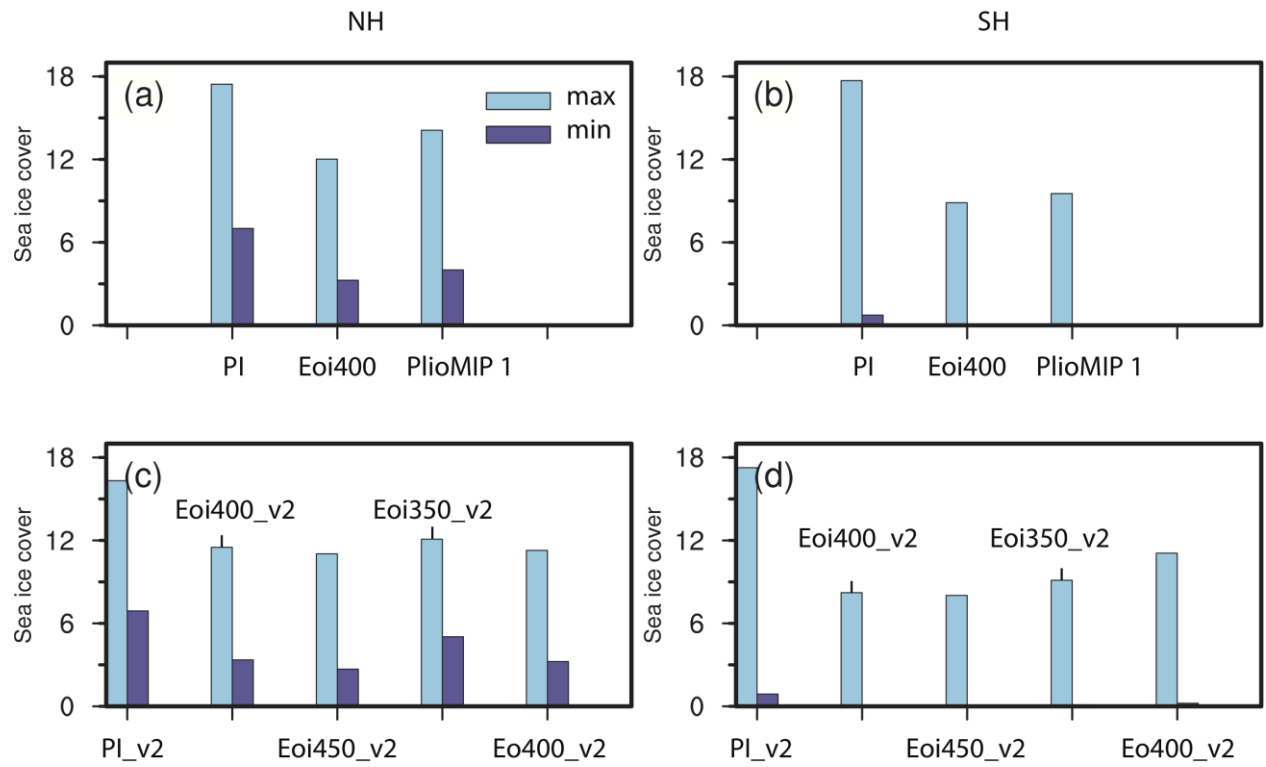 NH
SH
(a)
max
min
Sea ice cover
18
12
6
0
PI
Eoi400
PlioMIP 1
(b)
Sea ice cover
18
12
6
0
PI
Eoi400
PlioMIP 1
(c)
Sea ice cover
18
12
6
0
Eoi400_v2
Eoi350_v2
PI_v2
Eoi450_v2
Eo400_v2
(d)
Sea ice cover
18
12
6
0
Eoi400_v2
Eoi350_v2
PI_v2
Eoi450_v2
Eo400_v2